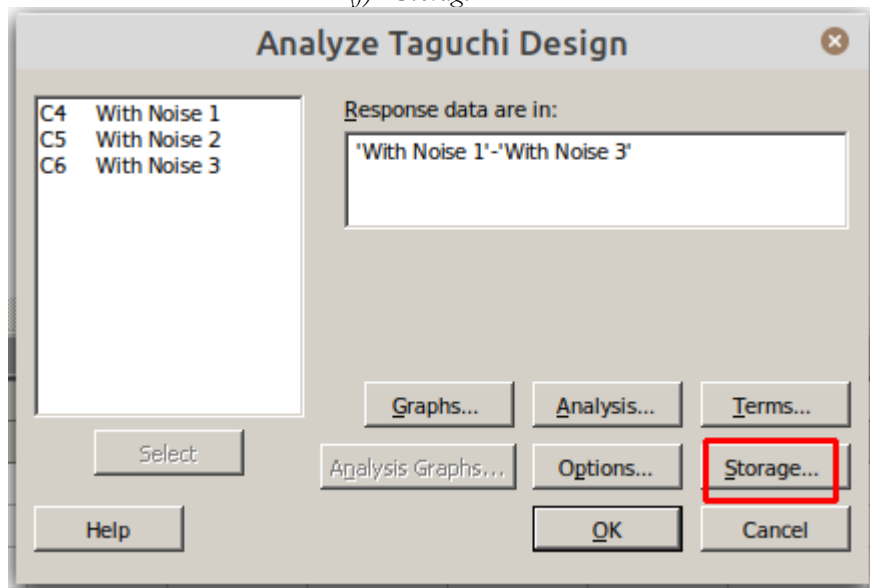 Analyze Taguchi Design
C4 With Noise 1
C5 With Noise 2
C6 With Noise 3
Response data are in:
'With Noise 1'-'With Noise 3'
Graphs... Analysis... Terms...
Select
Analysis Graphs... Options... Storage...
Help OK Cancel